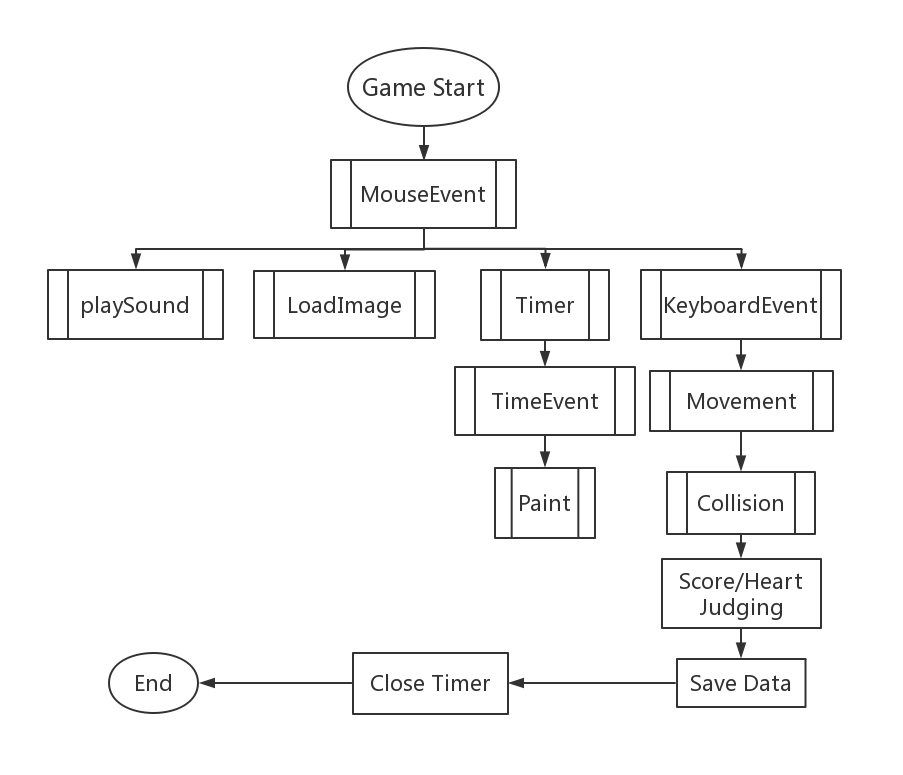 Game Start
MouseEvent
playSound
LoadImage
Timer
KeyboardEvent
TimeEvent
Movement
Paint
Collision
Score/Heart
Judging
End
Close Timer
Save Data